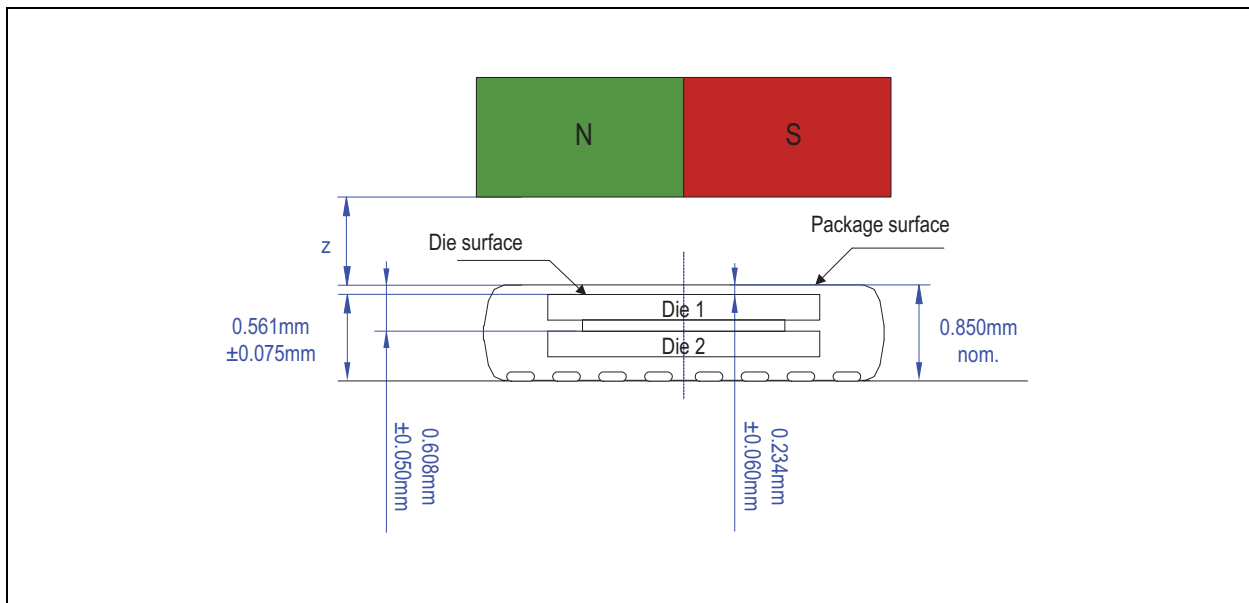 N
S
z
Die surface
Package surface
Die 1
Die 2
0.561mm
±0.075mm
0.850mm
nom.
0.608mm
±0.050mm
0.234mm
±0.060mm